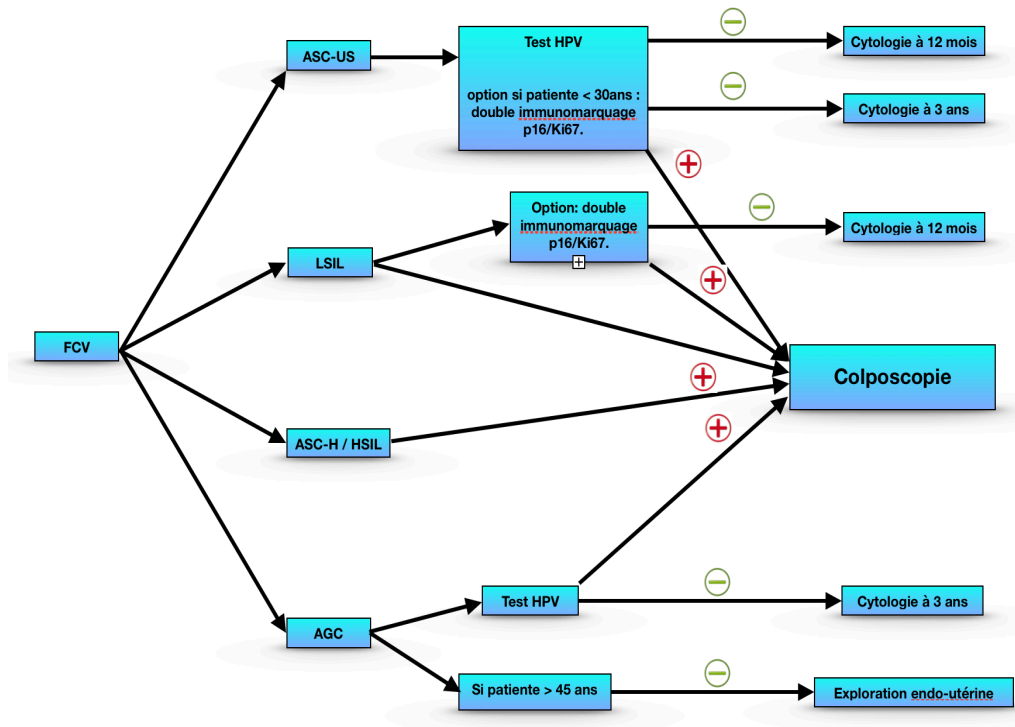 ASC-US
Test HPV
option si patiente < 30ans :
double immunomarquage
p16/Ki67.
Cytologie à 12 mois
Cytologie à 3 ans
Option: double
immunomarquage
p16/Ki67.
Cytologie à 12 mois
LSIL
FCV
Colposcopie
ASC-H / HSIL
Test HPV
Cytologie à 3 ans
AGC
Si patiente > 45 ans
Exploration endo-utérine